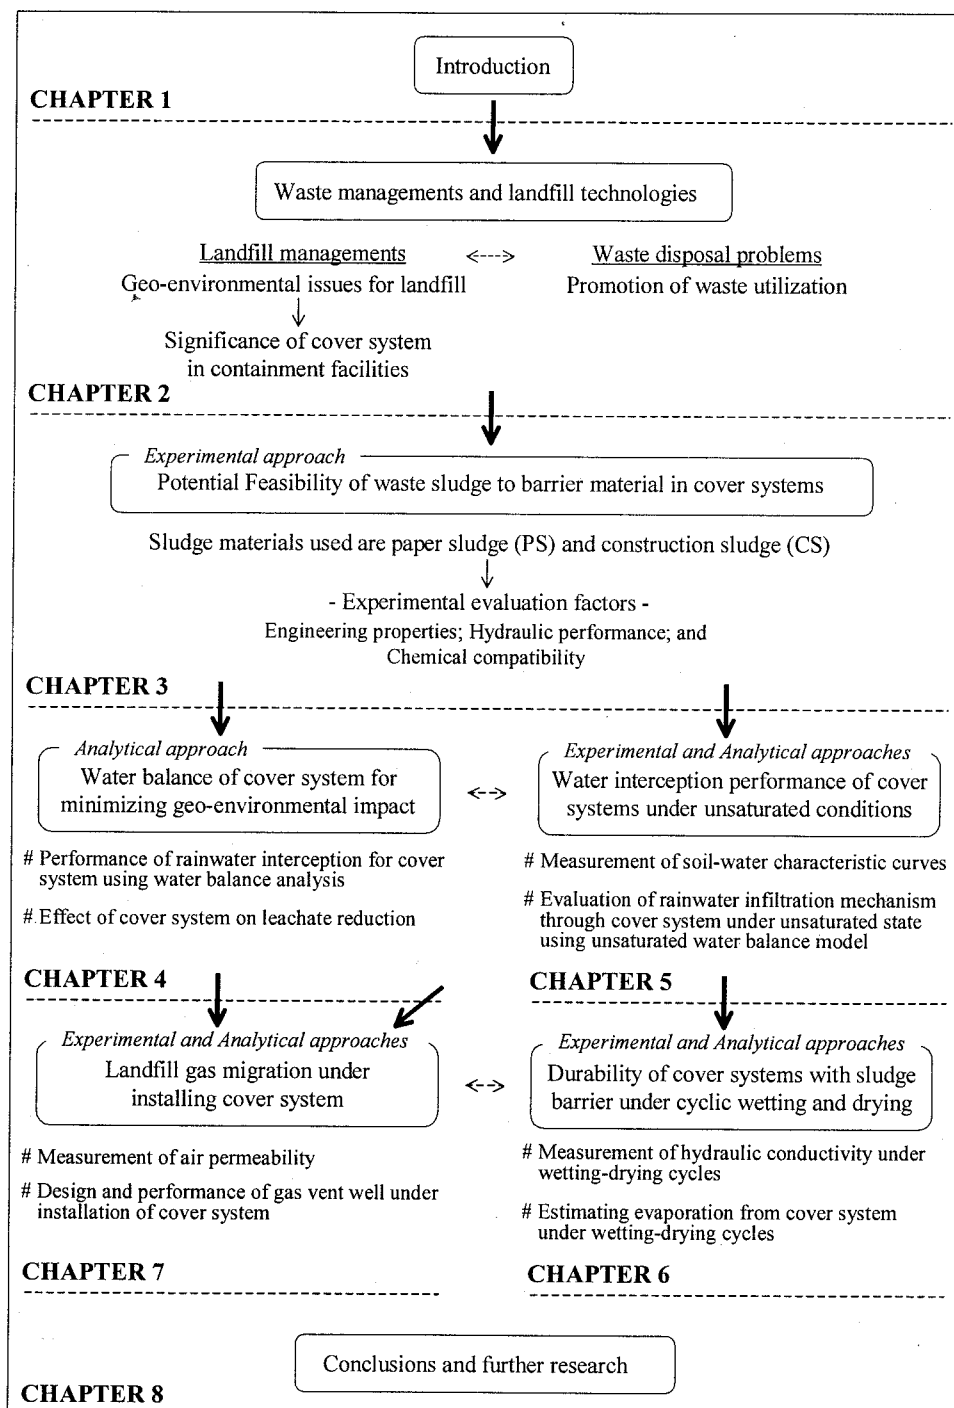 Introduction
CHAPTER 1
Waste managements and landfill technologies
Landfill managements
Geo-environmental issues for landfill
Significance of cover system
in containment facilities
Waste disposal problems
Promotion of waste utilization
CHAPTER 2
Experimental approach
Potential Feasibility of waste sludge to barrier material in cover systems
Sludge materials used are paper sludge (PS) and construction sludge (CS)
- Experimental evaluation factors -
Engineering properties; Hydraulic performance; and
Chemical compatibility
CHAPTER 3
Analytical approach
Water balance of cover system for
minimizing geo-environmental impact
# Performance of rainwater interception for cover
system using water balance analysis
# Effect of cover system on leachate reduction
CHAPTER 4
Experimental and Analytical approaches
Water interception performance of cover
systems under unsaturated conditions
# Measurement of soil-water characteristic curves
# Evaluation of rainwater infiltration mechanism
through cover system under unsaturated state
using unsaturated water balance model
CHAPTER 5
Experimental and Analytical approaches
Landfill gas migration under
installing cover system
# Measurement of air permeability
# Design and performance of gas vent well under
installation of cover system
CHAPTER 7
Experimental and Analytical approaches
Durability of cover systems with sludge
barrier under cyclic wetting and drying
# Measurement of hydraulic conductivity under
wetting-drying cycles
# Estimating evaporation from cover system
under wetting-drying cycles
CHAPTER 6
Conclusions and further research
CHAPTER 8